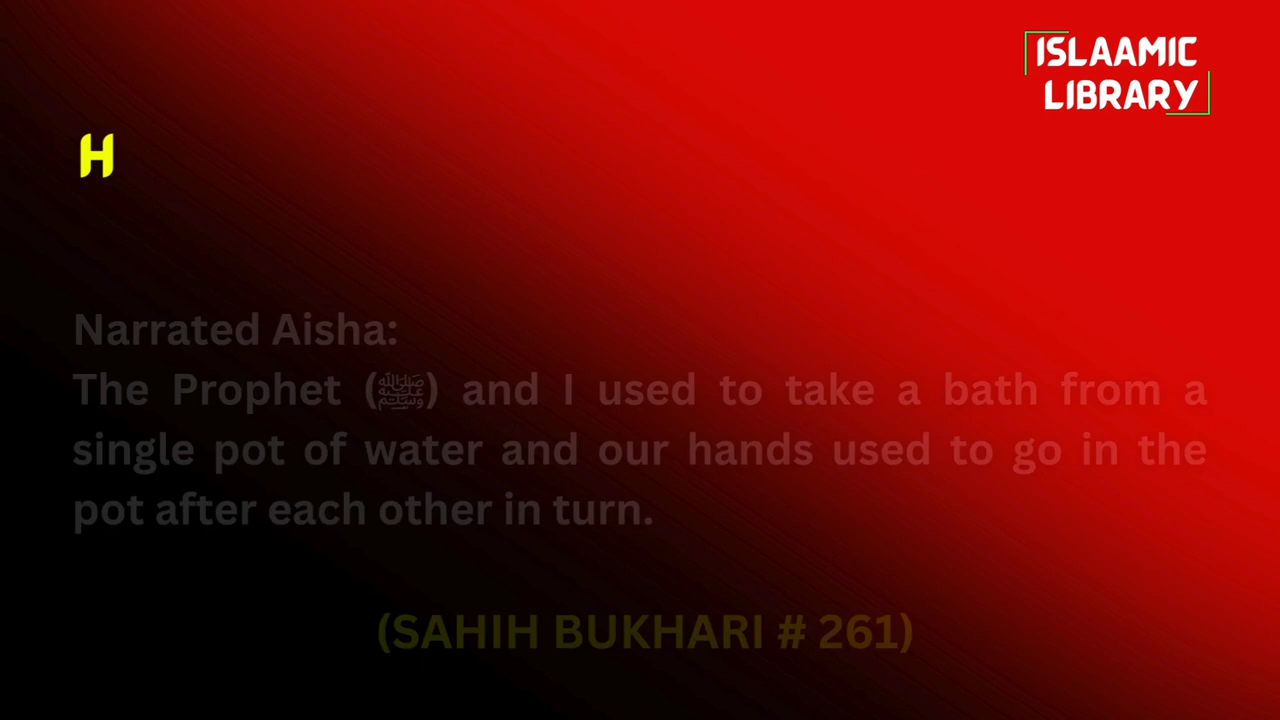 ISLAAMIC
LIBRARY
H
Narrated Aisha:
The Prophet (ﷺ) and I used to take a bath from a
single pot of water and our hands used to go in the
pot after each other in turn.
(SAHIH BUKHARI # 261)